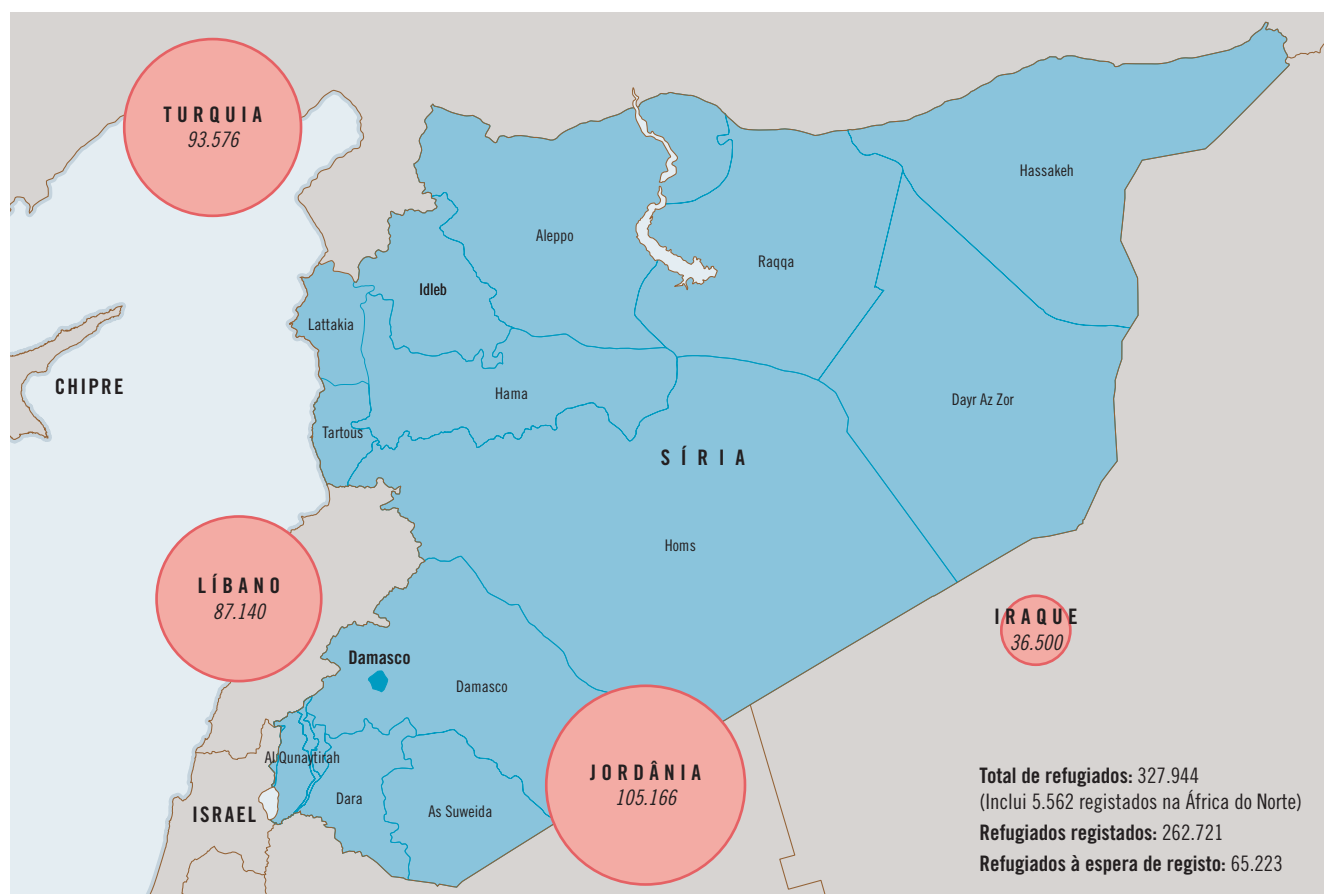 TURQUIA
93.576
Hassakeh
Aleppo
Raqqa
Idleb
Lattakia
CHIPRE
Hama
Dayr Az Zor
Tartous
SÍRIA
Homs
LÍBANO
87.140
IRAQUE
36.500
Damasco
Damasco
Al Qunaytirah
JORDÂNIA
105.166
Dara
As Suweida
ISRAEL
Total de refugiados: 327.944
(Inclui 5.562 registados na África do Norte)
Refugiados registados: 262.721
Refugiados à espera de registo: 65.223